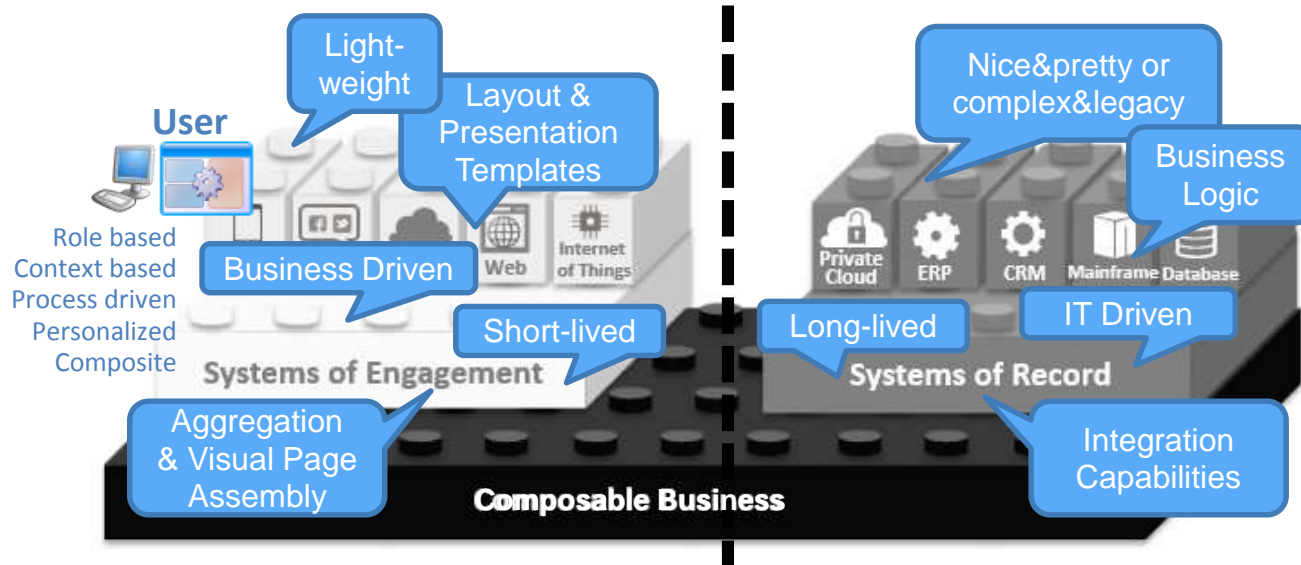 Light-
weight
Layout &
Presentation
Templates
User
Role based
Context based
Process driven
Personalized
Composite
Business Driven
Web
Internet
of Things
Short-lived
Systems of Engagement
Aggregation
& Visual Page
Assembly
Nice&pretty or
complex&legacy
Business
Logic
Private
Cloud
ERP
CRM
Mainframe
Database
Long-lived
IT Driven
Systems of Record
Integration
Capabilities
Composable Business